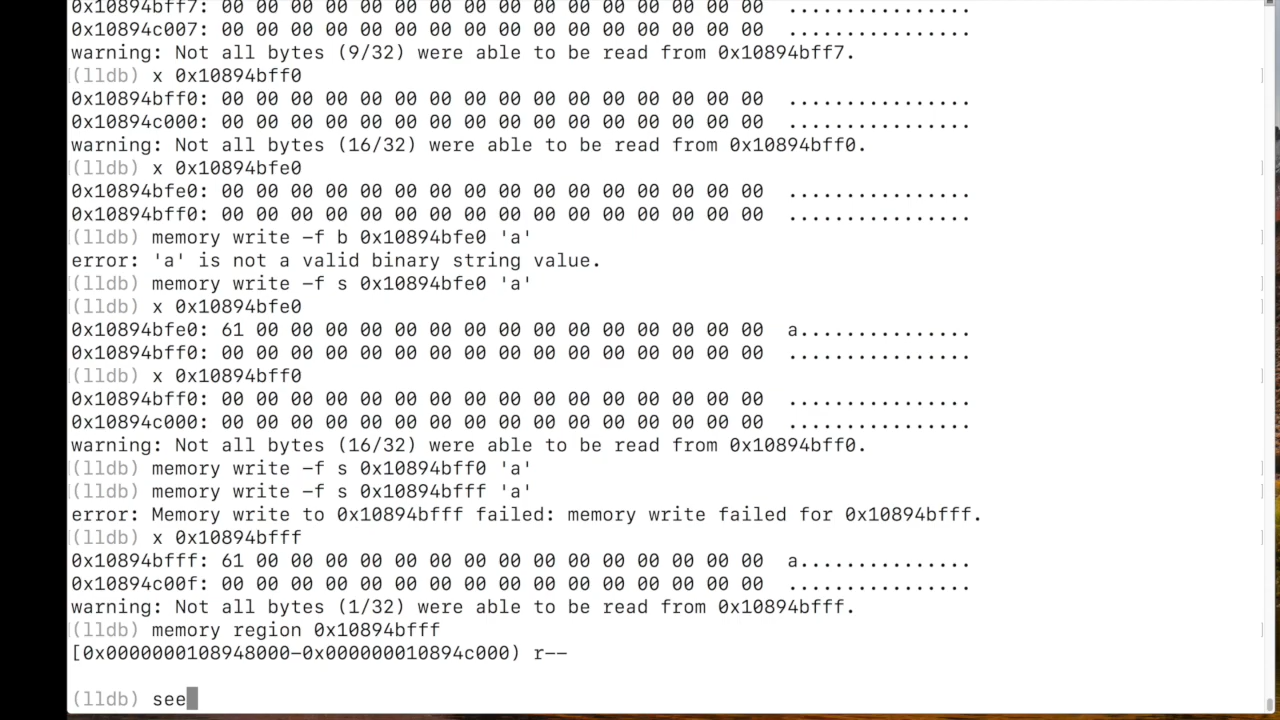 0x10894bff7: 00 00 00 00 00 00 00 00 00 00 00 00 00 00 00 00  ................
0x10894c007: 00 00 00 00 00 00 00 00 00 00 00 00 00 00 00 00  ................
warning: Not all bytes (9/32) were able to be read from 0x10894bff7.
(lldb) x 0x10894bff0
0x10894bff0: 00 00 00 00 00 00 00 00 00 00 00 00 00 00 00 00  ................
0x10894c000: 00 00 00 00 00 00 00 00 00 00 00 00 00 00 00 00  ................
warning: Not all bytes (16/32) were able to be read from 0x10894bff0.
(lldb) x 0x10894bfe0
0x10894bfe0: 00 00 00 00 00 00 00 00 00 00 00 00 00 00 00 00  ................
0x10894bff0: 00 00 00 00 00 00 00 00 00 00 00 00 00 00 00 00  ................
(lldb) memory write -f b 0x10894bfe0 'a'
error: 'a' is not a valid binary string value.
(lldb) memory write -f s 0x10894bfe0 'a'
(lldb) x 0x10894bfe0
0x10894bfe0: 61 00 00 00 00 00 00 00 00 00 00 00 00 00 00 00  a...............
0x10894bff0: 00 00 00 00 00 00 00 00 00 00 00 00 00 00 00 00  ................
(lldb) x 0x10894bff0
0x10894bff0: 00 00 00 00 00 00 00 00 00 00 00 00 00 00 00 00  ................
0x10894c000: 00 00 00 00 00 00 00 00 00 00 00 00 00 00 00 00  ................
warning: Not all bytes (16/32) were able to be read from 0x10894bff0.
(lldb) memory write -f s 0x10894bff0 'a'
(lldb) memory write -f s 0x10894bfff 'a'
error: Memory write to 0x10894bfff failed: memory write failed for 0x10894bfff.
(lldb) x 0x10894bfff
0x10894bfff: 61 00 00 00 00 00 00 00 00 00 00 00 00 00 00 00  a...............
0x10894c00f: 00 00 00 00 00 00 00 00 00 00 00 00 00 00 00 00  ................
warning: Not all bytes (1/32) were able to be read from 0x10894bfff.
(lldb) memory region 0x10894bfff
[0x0000000108948000-0x000000010894c000) r--
(lldb) see